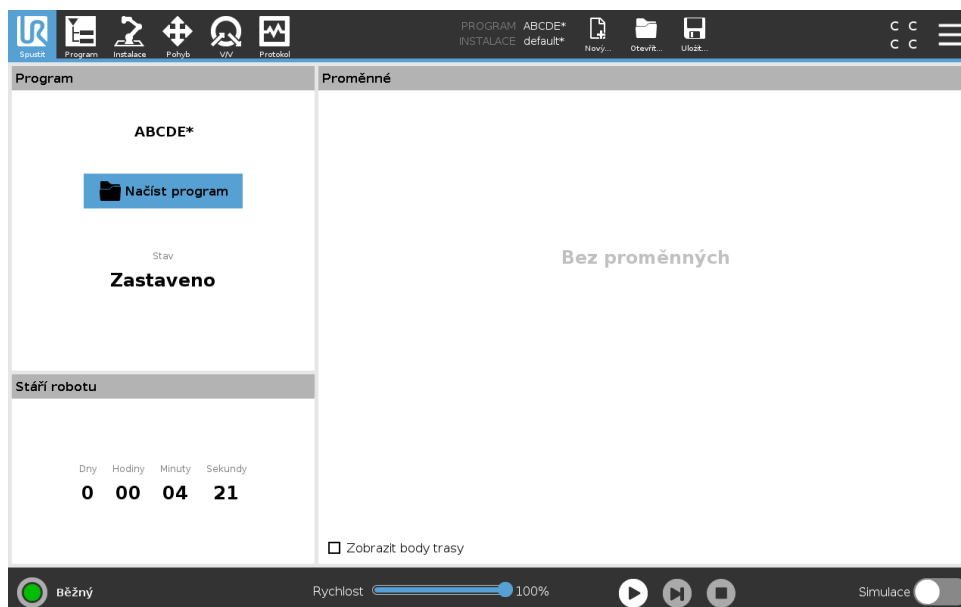 PROGRAM ABCDE*
INSTALACE default*
C C
C C
Spustit Program Instalace Pohyb V/V Protokol Nový... Otevřít... Uložit...
Program
ABCDE*
Načíst program
Stav
Zastaveno
Stáří robotu
Dny Hodiny Minuty Sekundy
0 00 04 21
Proměnné
Bez proměnných
Zobrazit body trasy
Běžný Rychlost 100% Simulace